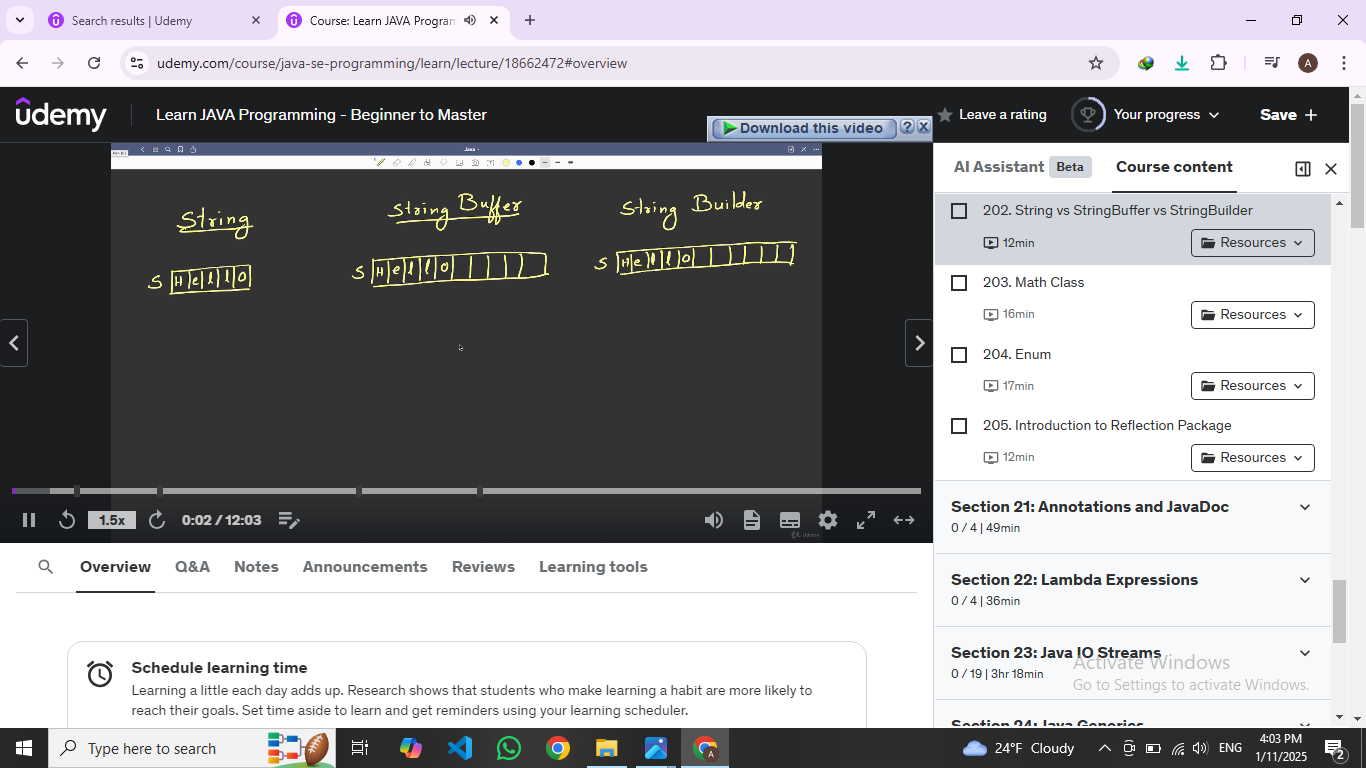 Search results | Udemy
Course: Learn JAVA Program
udemy.com/course/java-se-programming/learn/lecture/18662472#overview
A
ûdemy
Learn JAVA Programming - Beginner to Master
Leave a rating
Your progress
Save +
Download this video
?
Java
String
String Buffer
String Builder
S Hello
S Hello
S Hello
1.5x
0:02 / 12:03
Udemy
AI Assistant
Beta
Course content
202. String vs StringBuffer vs StringBuilder
12min
Resources
203. Math Class
16min
Resources
204. Enum
17min
Resources
205. Introduction to Reflection Package
12min
Resources
Section 21: Annotations and JavaDoc
0 / 4 | 49min
Section 22: Lambda Expressions
0 / 4 | 36min
Section 23: Java IO Streams
0 / 19 | 3hr 18min
Section 24: Java Generics
Activate Windows
Go to Settings to activate Windows.
Overview
Q&A
Notes
Announcements
Reviews
Learning tools
Schedule learning time
Learning a little each day adds up. Research shows that students who make learning a habit are more likely to
reach their goals. Set time aside to learn and get reminders using your learning scheduler.
Type here to search
24°F Cloudy
ENG
4:03 PM
1/11/2025
2